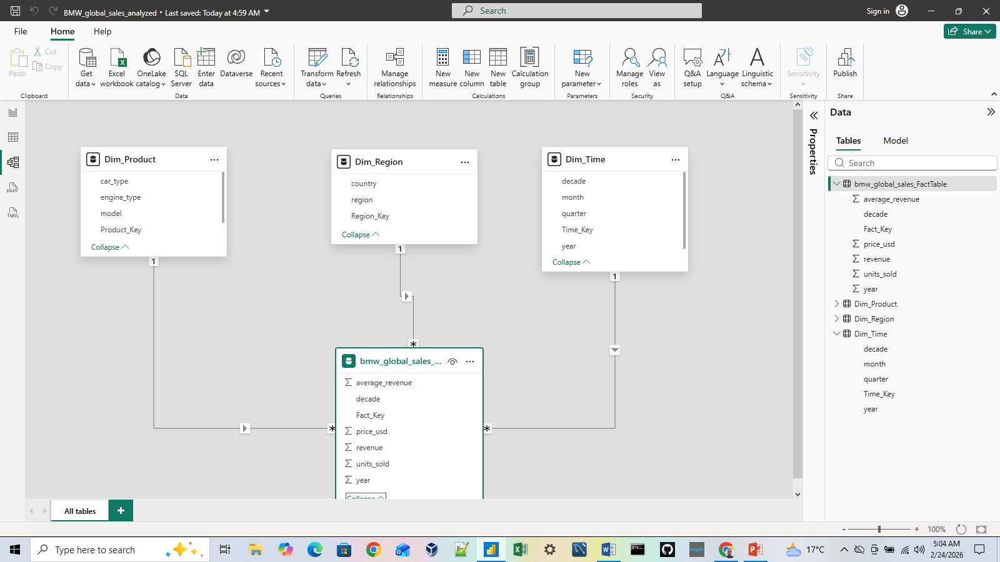 BMW_global_sales_analyzed • Last saved: Today at 4:59 AM
Search
Sign in
File
Home
Help
Share
Paste
Cut
Copy
Clipboard
Get data
Excel workbook
OneLake catalog
SQL Server
Enter data
Dataverse
Recent sources
Data
Transform data
Refresh
Queries
Manage relationships
Relationships
New measure
New column
New table
Calculation group
Calculations
New parameter
Parameters
Manage roles
View as
Security
Q&A setup
Language
Linguistic schema
Q&A
Sensitivity
Sensitivity
Publish
Share
DAX
TMDL
Dim_Product
car_type
engine_type
model
Product_Key
Collapse
1
Dim_Region
country
region
Region_Key
Collapse
1
Dim_Time
decade
month
quarter
Time_Key
year
Collapse
1
*
*
*
bmw_global_sales_...
average_revenue
decade
Fact_Key
price_usd
revenue
units_sold
year
Collapse
Properties
Data
Tables
Model
Search
bmw_global_sales_FactTable
average_revenue
decade
Fact_Key
price_usd
revenue
units_sold
year
Dim_Product
Dim_Region
Dim_Time
decade
month
quarter
Time_Key
year
All tables
+
- + 100%
Type here to search
kaggle
17°C
5:04 AM
2/24/2026